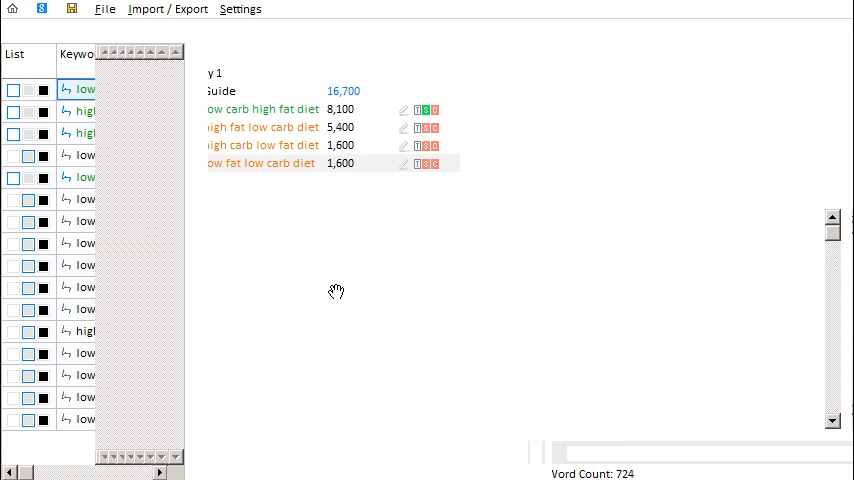 File Import / Export Settings
List Keywo
low
high
high
low
low
low
low
low
low
low
low
high
low
low
low
low
y 1
Guide 16,700
ow carb high fat diet 8,100 T S C
nigh fat low carb diet 5,400 T S C
nigh carb low fat diet 1,600 T S C
ow fat low carb diet 1,600 T S C
Vord Count: 724